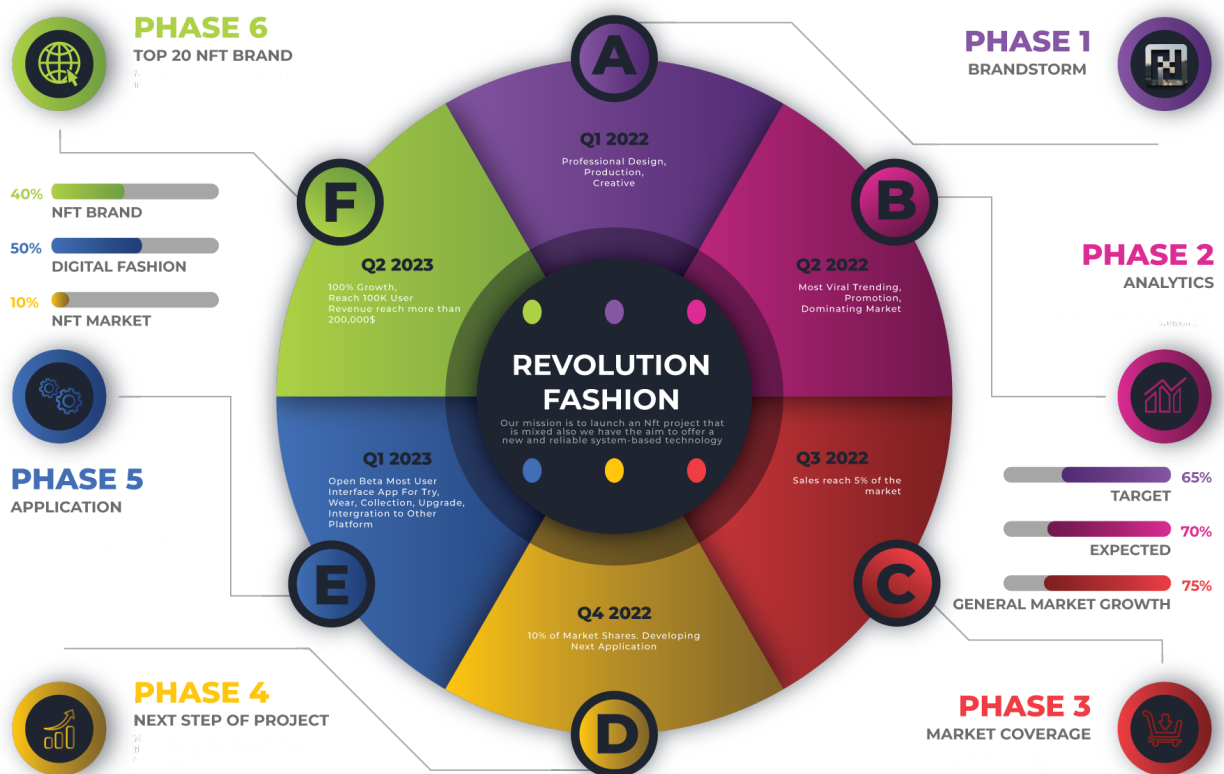 PHASE 6
TOP 20 NFT BRAND
PHASE 1
BRANDSTORM
A
Q1 2022
Professional Design,
Production,
Creative
B
Q2 2022
Most Viral Trending,
Promotion,
Dominating Market
F
Q2 2023
100% Growth,
Reach 100K User
Revenue reach more than
200,000$
40%
NFT BRAND
50%
DIGITAL FASHION
10%
NFT MARKET
PHASE 2
ANALYTICS
REVOLUTION
FASHION
Our mission is to launch an Nft project that
is mixed also we have the aim to offer a
new and reliable system-based technology
PHASE 5
APPLICATION
Q1 2023
Open Beta Most User
Interface App For Try,
Wear, Collection, Upgrade,
Intergration to Other
Platform
E
Q3 2022
Sales reach 5% of the
market
C
65%
TARGET
70%
EXPECTED
75%
GENERAL MARKET GROWTH
Q4 2022
10% of Market Shares. Developing
Next Application
D
PHASE 4
NEXT STEP OF PROJECT
PHASE 3
MARKET COVERAGE